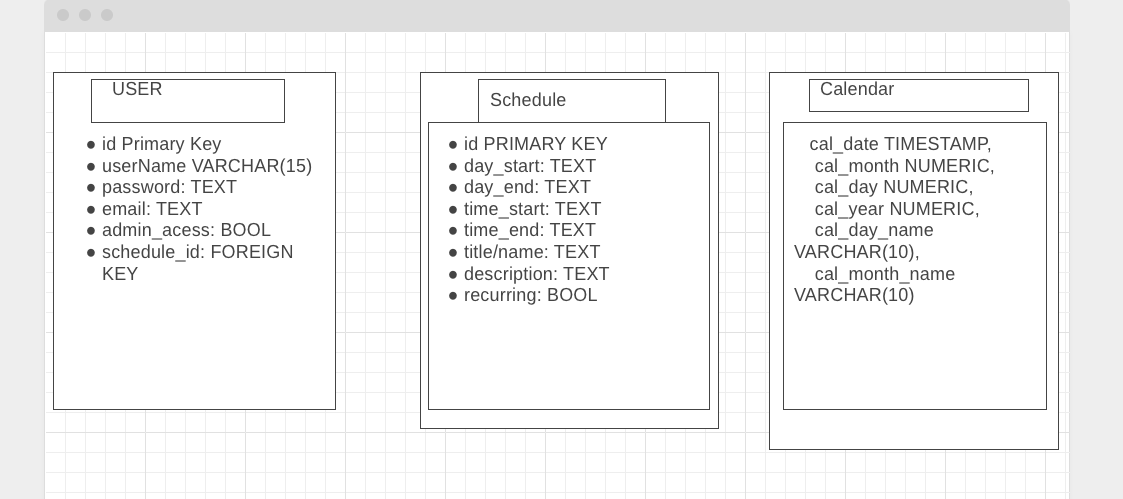 USER
● id Primary Key
● userName VARCHAR(15)
● password: TEXT
● email: TEXT
● admin_acess: BOOL
● schedule_id: FOREIGN
KEY
Schedule
● id PRIMARY KEY
● day_start: TEXT
● day_end: TEXT
● time_start: TEXT
● time_end: TEXT
● title/name: TEXT
● description: TEXT
● recurring: BOOL
Calendar
cal_date TIMESTAMP,
cal_month NUMERIC,
cal_day NUMERIC,
cal_year NUMERIC,
cal_day_name
VARCHAR(10),
cal_month_name
VARCHAR(10)